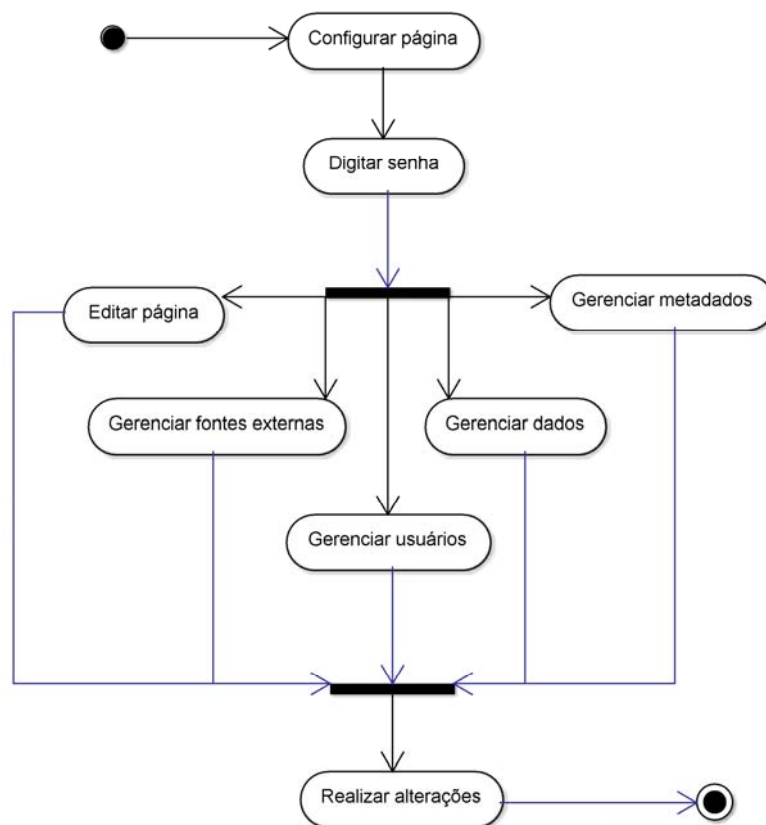 Configurar página
Digitar senha
Editar página
Gerenciar metadados
Gerenciar fontes externas
Gerenciar dados
Gerenciar usuários
Realizar alterações